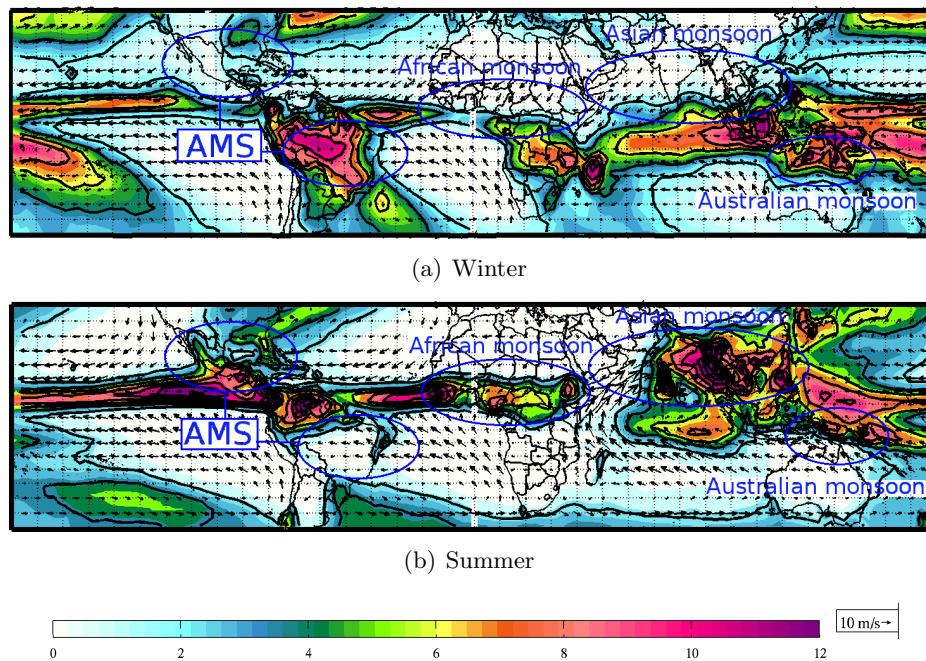 Asian monsoon
African monsoon
AMS
Australian monsoon
(a) Winter
Asian monsoon
African monsoon
AMS
Australian monsoon
(b) Summer
10 m/s
0 2 4 6 8 10 12